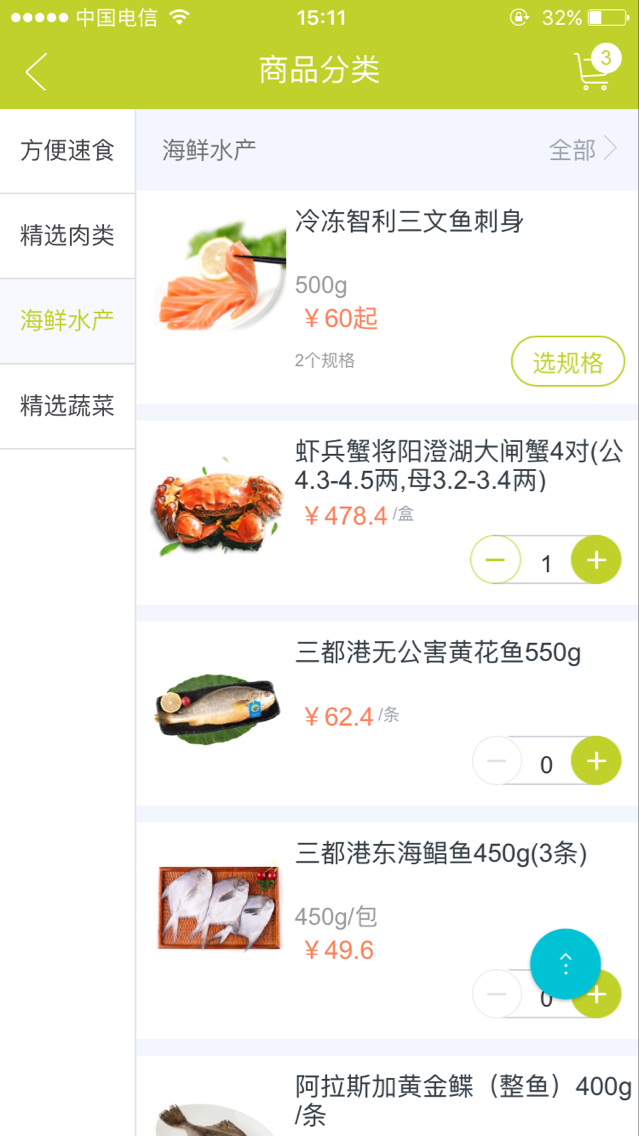 中国电信 15:11 32%
商品分类 3
方便速食
精选肉类
海鲜水产
精选蔬菜
海鲜水产 全部
冷冻智利三文鱼刺身
500g
￥60起
2个规格 选规格
虾兵蟹将阳澄湖大闸蟹4对(公
4.3-4.5两,母3.2-3.4两)
￥478.4 /盒
1
三都港无公害黄花鱼550g
￥62.4 /条
0
三都港东海鲳鱼450g(3条)
450g/包
￥49.6
0
阿拉斯加黄金鲽（整鱼）400g
/条